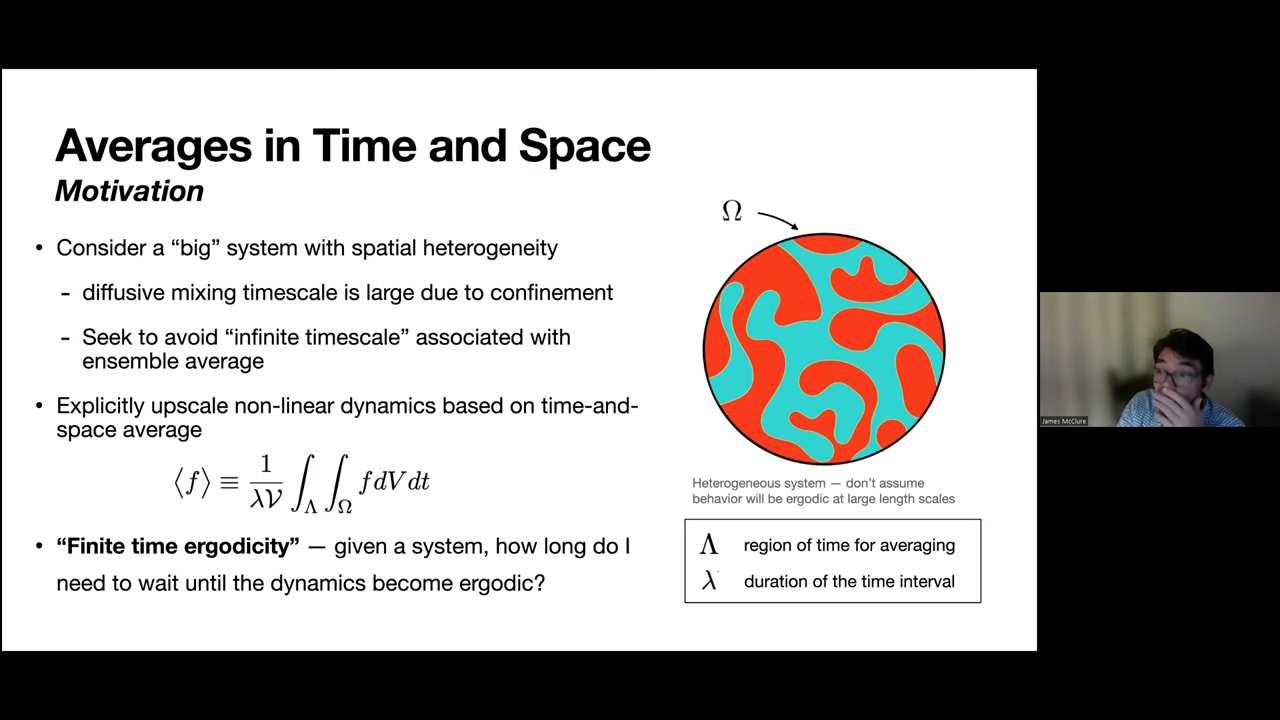 Averages in Time and Space
Motivation
• Consider a “big” system with spatial heterogeneity
- diffusive mixing timescale is large due to confinement
- Seek to avoid “infinite timescale” associated with
ensemble average
• Explicitly upscale non-linear dynamics based on time-and-
space average
⟨f⟩ ≡ 1/(λ𝒱) ∫_Λ ∫_Ω f dV dt
• “Finite time ergodicity” — given a system, how long do I
need to wait until the dynamics become ergodic?
Ω
Heterogeneous system — don’t assume
behavior will be ergodic at large length scales
Λ region of time for averaging
λ duration of the time interval
James McClure